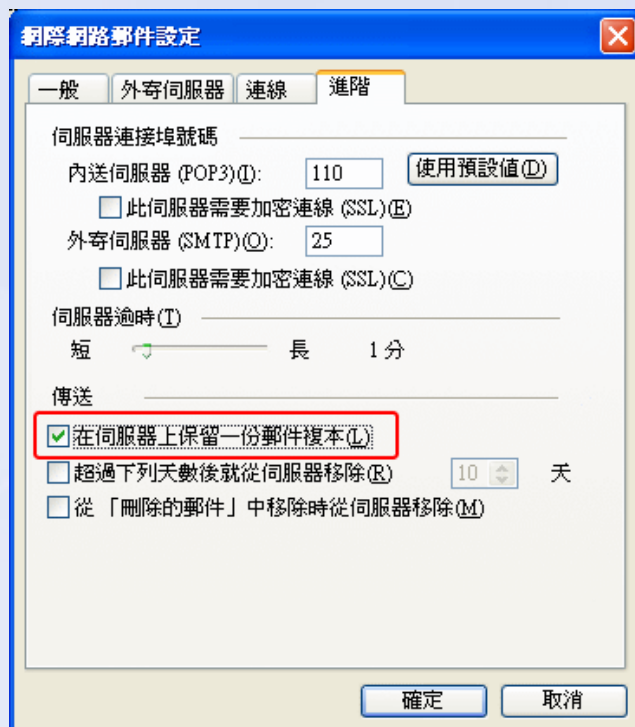 網際網路郵件設定
一般 外寄伺服器 連線 進階
伺服器連接埠號碼
內送伺服器 (POP3)(I): 110 使用預設值(D)
此伺服器需要加密連線 (SSL)(E)
外寄伺服器 (SMTP)(O): 25
此伺服器需要加密連線 (SSL)(C)
伺服器逾時(T)
短 長 1 分
傳送
在伺服器上保留一份郵件複本(L)
超過下列天數後就從伺服器移除(R) 10 天
從「刪除的郵件」中移除時從伺服器移除(M)
確定 取消